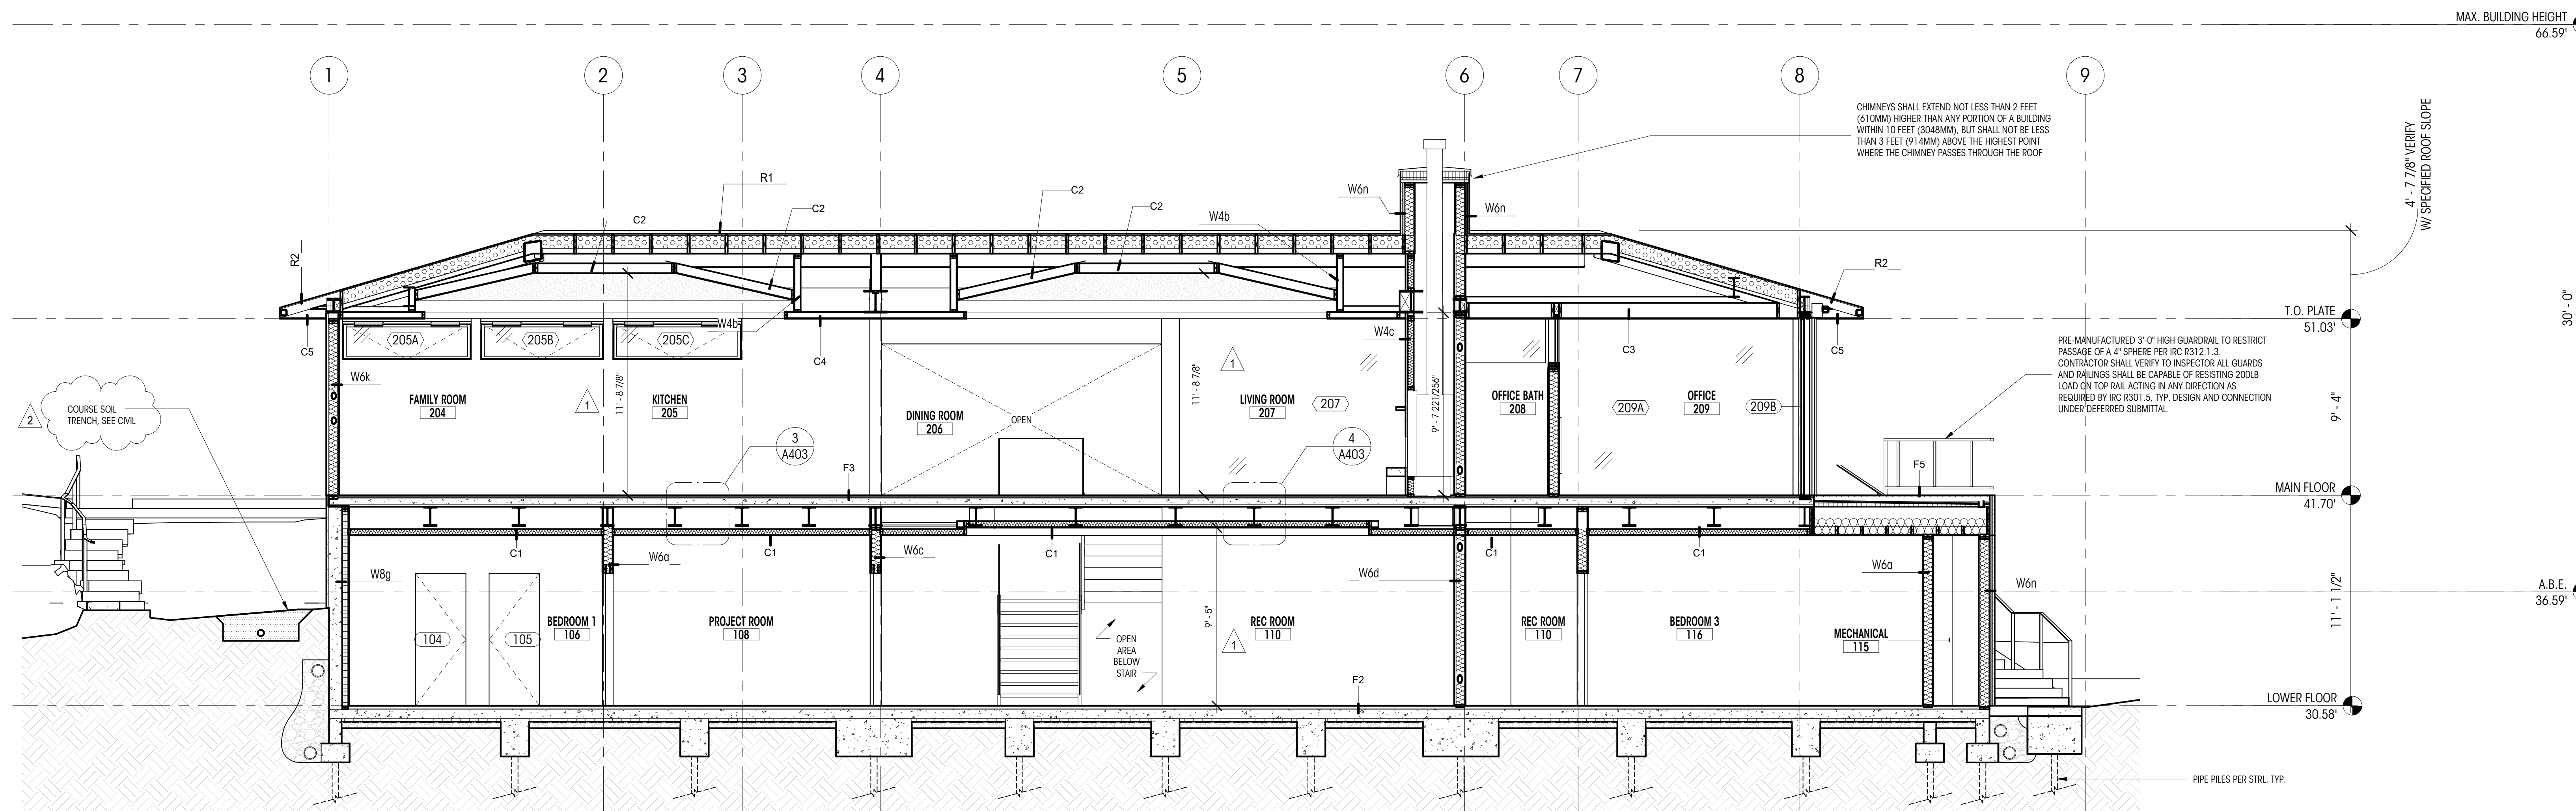 MAX. BUILDING HEIGHT
66.59'
1
2
3
4
5
6
7
8
9
CHIMNEYS SHALL EXTEND NOT LESS THAN 2 FEET
(610MM) HIGHER THAN ANY PORTION OF A BUILDING
WITHIN 10 FEET (3048MM), BUT SHALL NOT BE LESS
THAN 3 FEET (914MM) ABOVE THE HIGHEST POINT
WHERE THE CHIMNEY PASSES THROUGH THE ROOF
4' - 7 7/8" VERIFY
W/ SPECIFIED ROOF SLOPE
R1
C2
C2
C2
C2
W4b
W6n
W6n
R2
R2
30' - 0"
T.O. PLATE
51.03'
W4b
W4c
C5
C4
C3
C5
205A
205B
205C
PRE-MANUFACTURED 3'-0" HIGH GUARDRAIL TO RESTRICT
PASSAGE OF A 4" SPHERE PER IRC R312.1.3.
CONTRACTOR SHALL VERIFY TO INSPECTOR ALL GUARDS
AND RAILINGS SHALL BE CAPABLE OF RESISTING 200LB
LOAD ON TOP RAIL ACTING IN ANY DIRECTION AS
REQUIRED BY IRC R301.5, TYP. DESIGN AND CONNECTION
UNDER DEFERRED SUBMITTAL.
W6k
1
11' - 8 7/8"
11' - 8 7/8"
1
9' - 7 221/256"
9' - 4"
2
COURSE SOIL
TRENCH, SEE CIVIL
FAMILY ROOM
204
KITCHEN
205
DINING ROOM
206
OPEN
LIVING ROOM
207
207
OFFICE BATH
208
OFFICE
209
209A
209B
3
A403
4
A403
F3
F5
MAIN FLOOR
41.70'
C1
C1
C1
C1
C1
W8g
W6a
W6c
W6d
W6a
W6n
A.B.E.
36.59'
11' - 1 1/2"
9' - 5"
1
104
105
BEDROOM 1
106
PROJECT ROOM
108
OPEN
AREA
BELOW
STAIR
REC ROOM
110
REC ROOM
110
BEDROOM 3
116
MECHANICAL
115
F2
LOWER FLOOR
30.58'
PIPE PILES PER STRL, TYP.